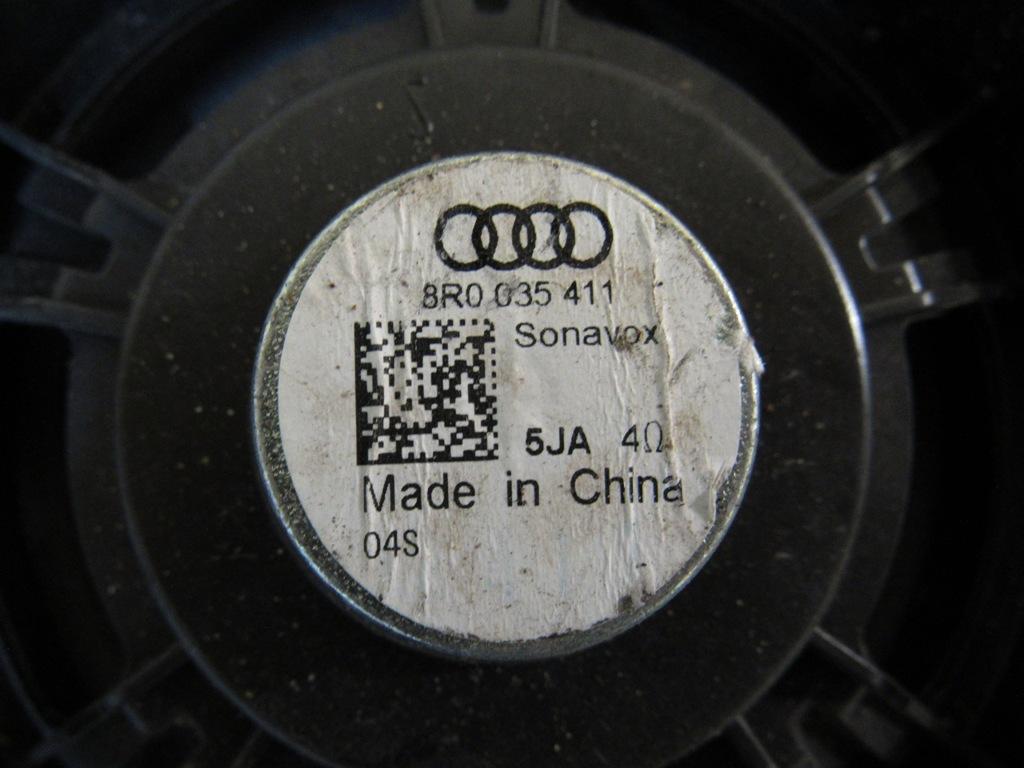 8R0 035 411
Sonavox
5JA 4Ω
Made in China
04S